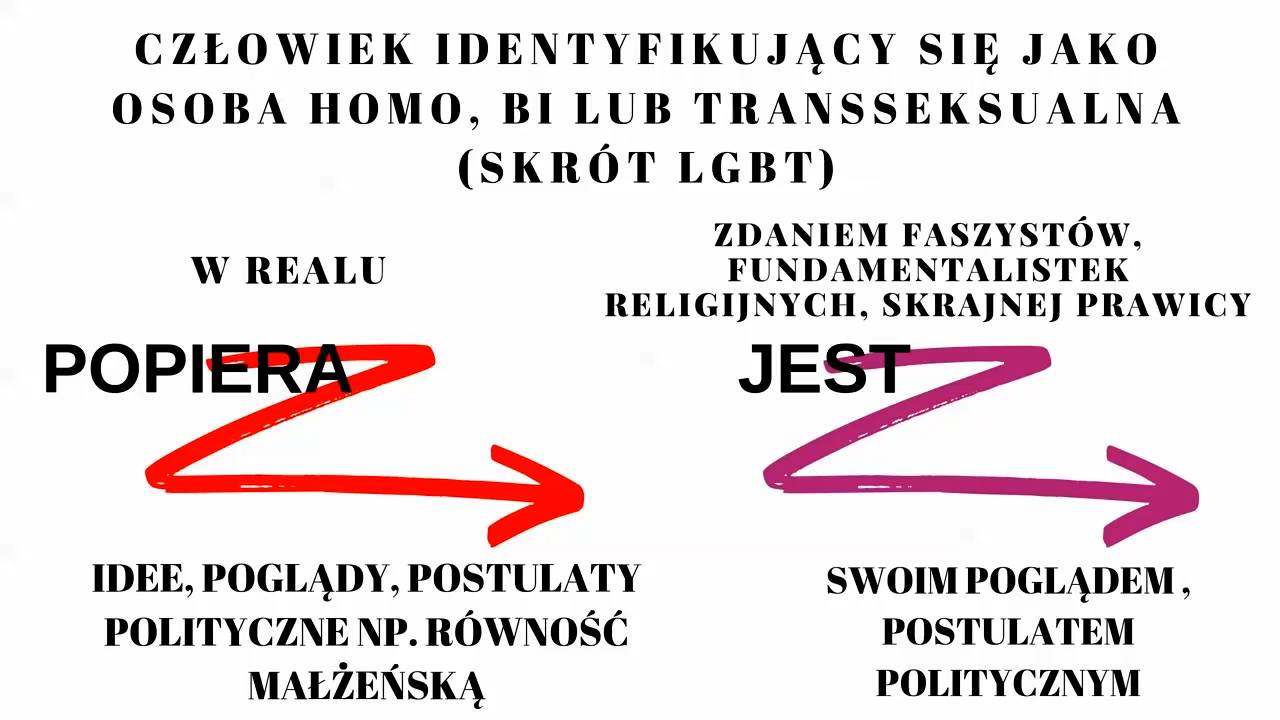 CZŁOWIEK IDENTYFIKUJĄCY SIĘ JAKO
OSOBA HOMO, BI LUB TRANSSEKSUALNA
(SKRÓT LGBT)
W REALU
ZDANIEM FASZYSTÓW,
FUNDAMENTALISTEK
RELIGIJNYCH, SKRAJNEJ PRAWICY
POPIERA
JEST
IDEE, POGLĄDY, POSTULATY
POLITYCZNE NP. RÓWNOŚĆ
MAŁŻEŃSKĄ
SWOIM POGLĄDEM ,
POSTULATEM
POLITYCZNYM